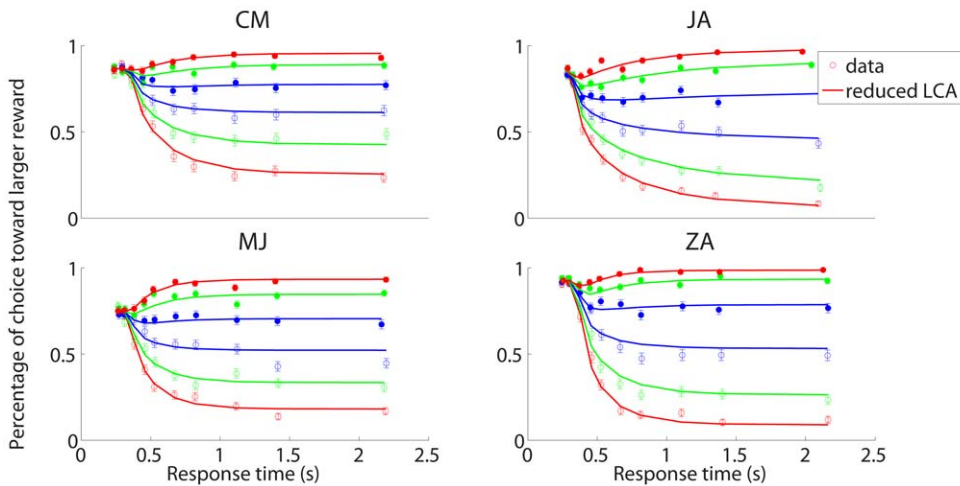 CM
JA
Percentage of choice toward larger reward
1
0.5
0
1
0.5
0
data
reduced LCA
MJ
ZA
1
0.5
0
0 0.5 1 1.5 2 2.5
Response time (s)
1
0.5
0
0 0.5 1 1.5 2 2.5
Response time (s)